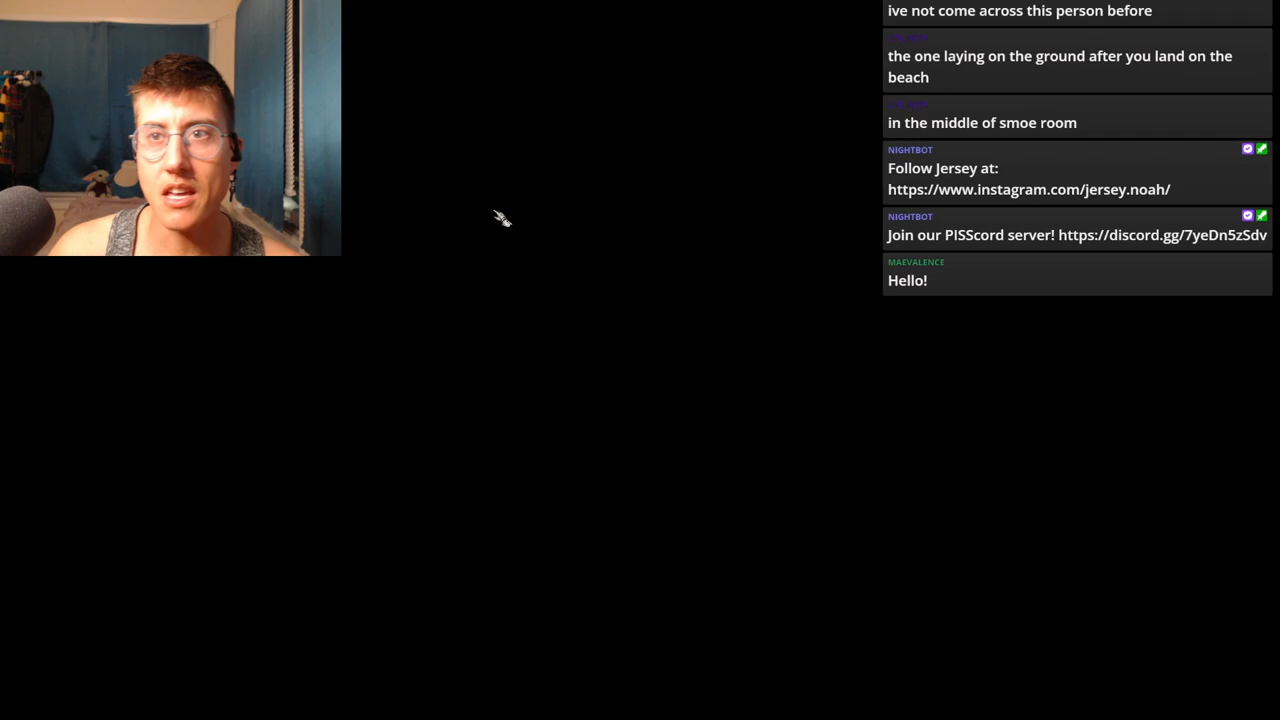 ive not come across this person before
the one laying on the ground after you land on the
beach
in the middle of smoe room
NIGHTBOT
Follow Jersey at:
https://www.instagram.com/jersey.noah/
NIGHTBOT
Join our PISScord server! https://discord.gg/7yeDn5zSdv
MAEVALENCE
Hello!